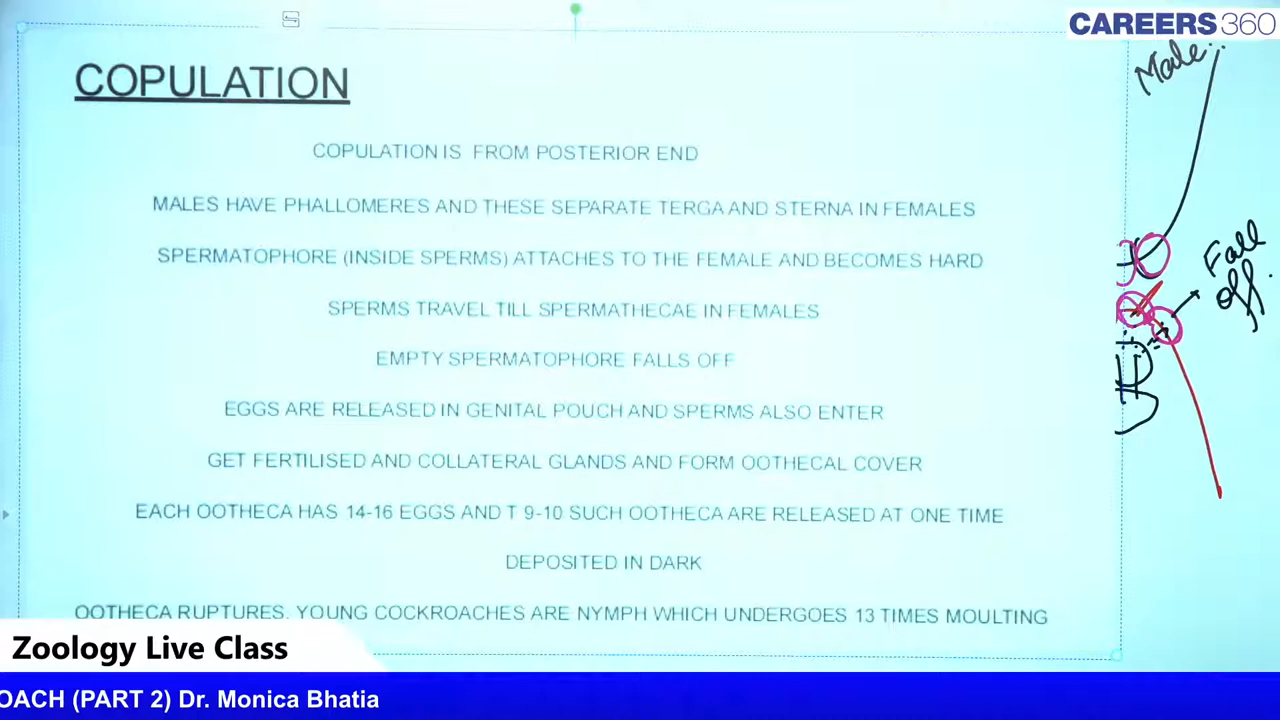 CAREERS360
COPULATION
Male
COPULATION IS FROM POSTERIOR END
MALES HAVE PHALLOMERES AND THESE SEPARATE TERGA AND STERNA IN FEMALES
SPERMATOPHORE (INSIDE SPERMS) ATTACHES TO THE FEMALE AND BECOMES HARD
Fall
off
SPERMS TRAVEL TILL SPERMATHECAE IN FEMALES
EMPTY SPERMATOPHORE FALLS OFF
EGGS ARE RELEASED IN GENITAL POUCH AND SPERMS ALSO ENTER
GET FERTILISED AND COLLATERAL GLANDS AND FORM OOTHECAL COVER
EACH OOTHECA HAS 14-16 EGGS AND T 9-10 SUCH OOTHECA ARE RELEASED AT ONE TIME
DEPOSITED IN DARK
OOTHECA RUPTURES. YOUNG COCKROACHES ARE NYMPH WHICH UNDERGOES 13 TIMES MOULTING
Zoology Live Class
OACH (PART 2) Dr. Monica Bhatia